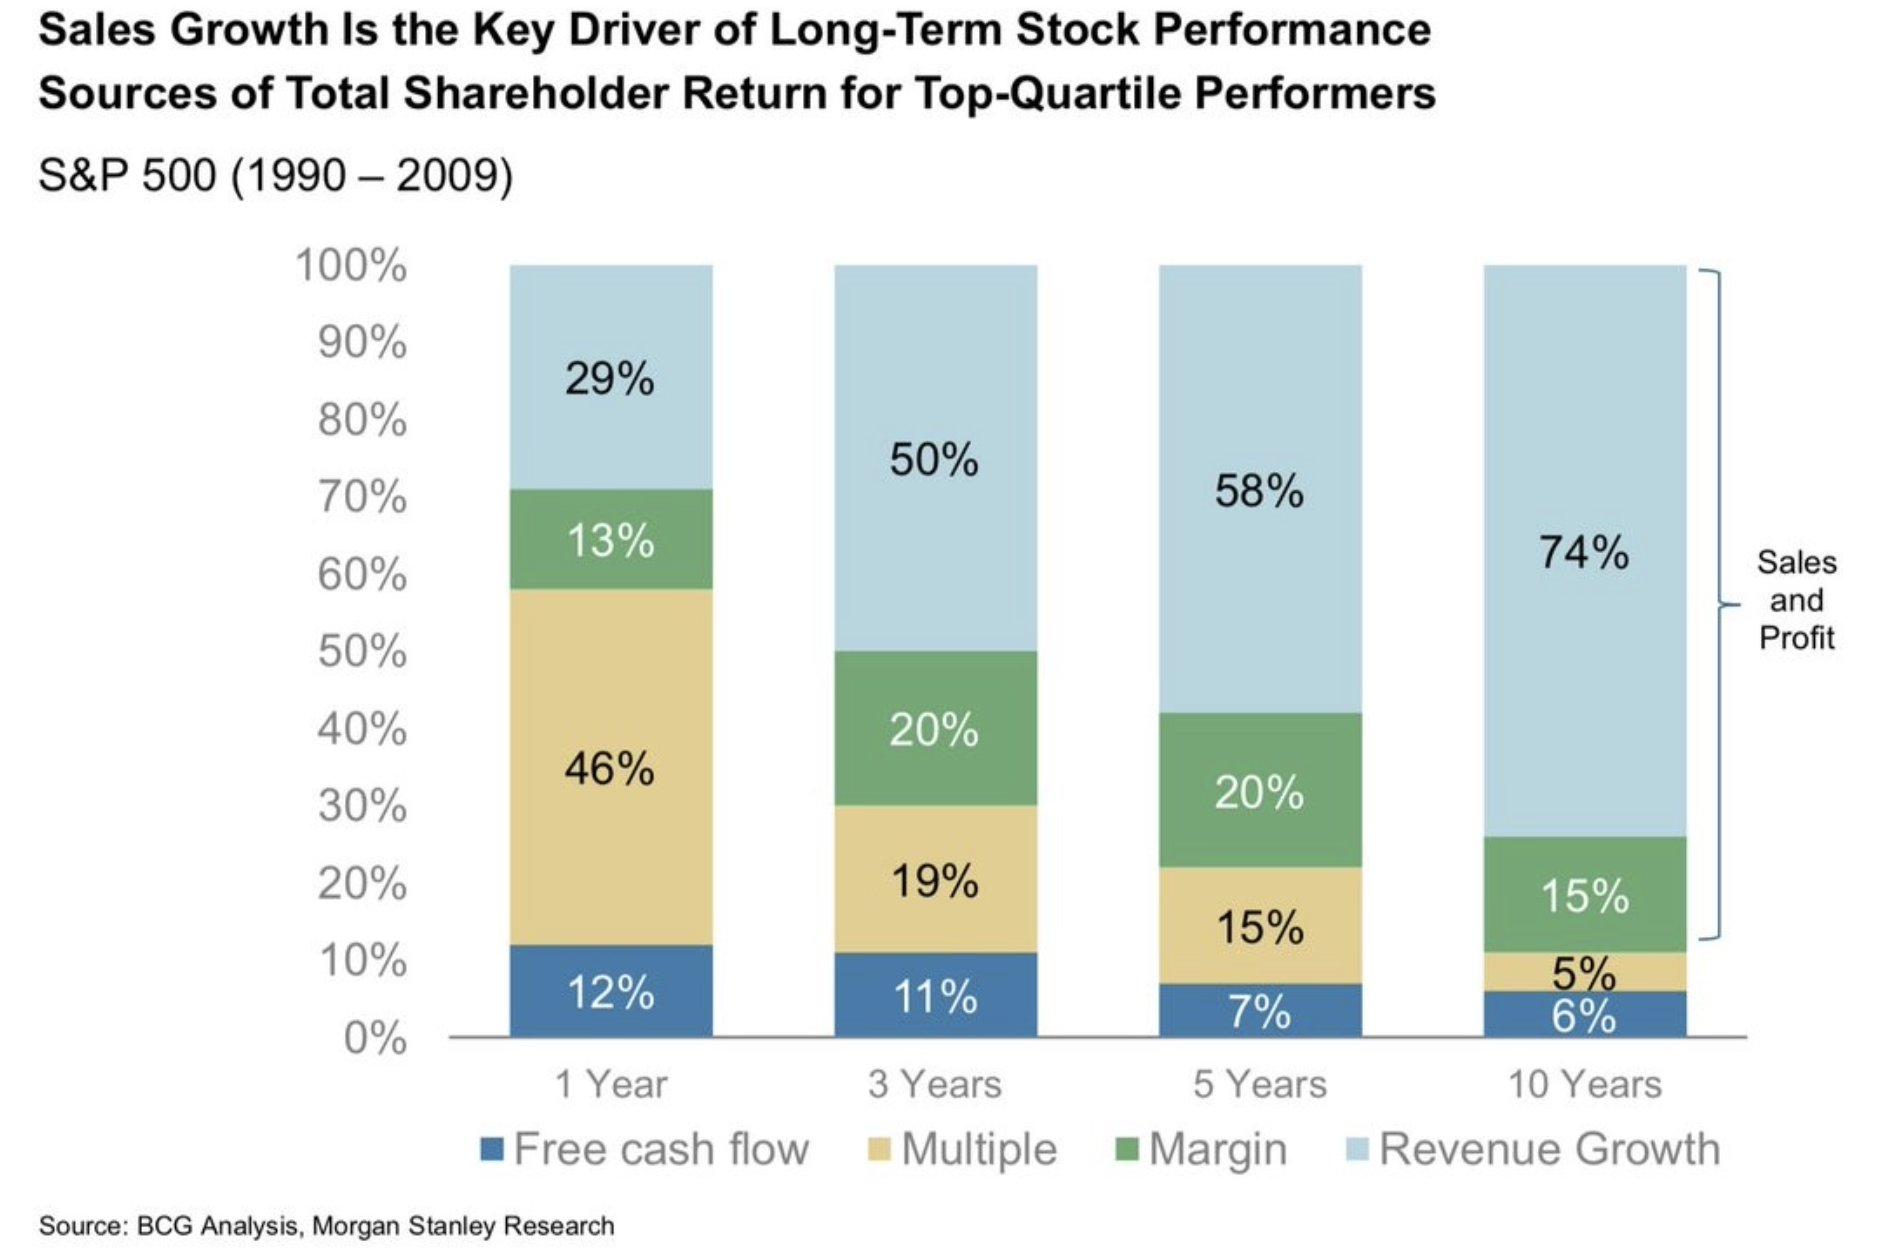 Sales Growth Is the Key Driver of Long-Term Stock Performance
Sources of Total Shareholder Return for Top-Quartile Performers
S&P 500 (1990 – 2009)
100%
90%
80%
70%
60%
50%
40%
30%
20%
10%
0%
29%
13%
46%
12%
50%
20%
19%
11%
58%
20%
15%
7%
74%
15%
5%
6%
Sales
and
Profit
1 Year
3 Years
5 Years
10 Years
Free cash flow
Multiple
Margin
Revenue Growth
Source: BCG Analysis, Morgan Stanley Research